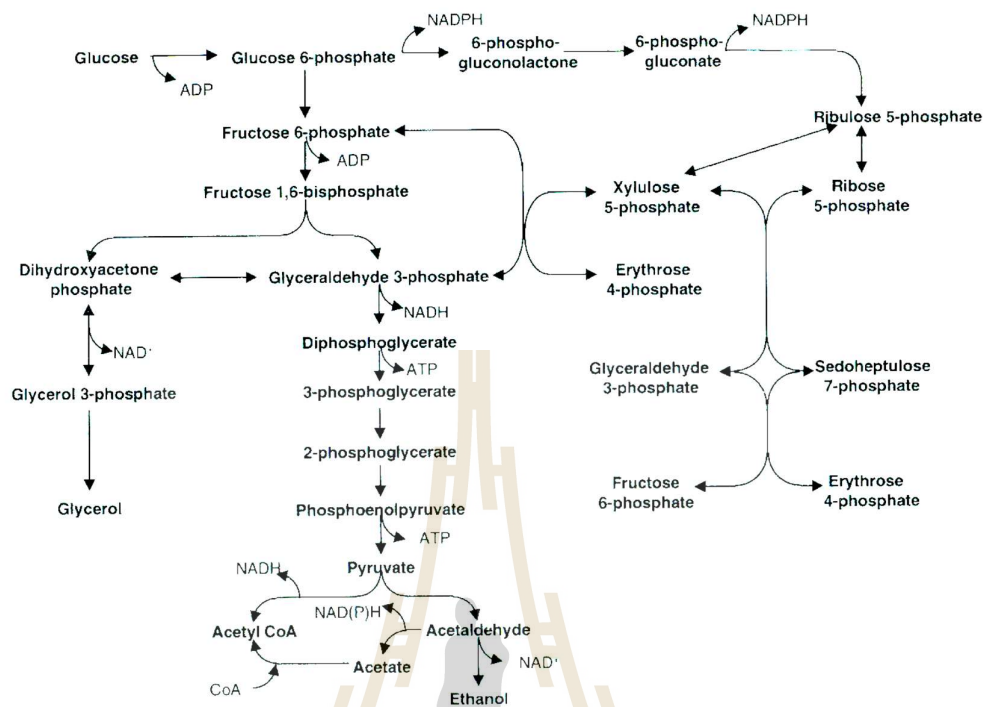 NADPH
NADPH
Glucose
Glucose 6-phosphate
6-phospho-
gluconolactone
6-phospho-
gluconate
ADP
Ribulose 5-phosphate
Fructose 6-phosphate
ADP
Fructose 1,6-bisphosphate
Xylulose
5-phosphate
Ribose
5-phosphate
Dihydroxyacetone
phosphate
Glyceraldehyde 3-phosphate
Erythrose
4-phosphate
NADH
NAD+
Diphosphoglycerate
ATP
Glyceraldehyde
3-phosphate
Sedoheptulose
7-phosphate
Glycerol 3-phosphate
3-phosphoglycerate
2-phosphoglycerate
Fructose
6-phosphate
Erythrose
4-phosphate
Glycerol
Phosphoenolpyruvate
ATP
Pyruvate
NADH
NAD(P)H
Acetyl CoA
Acetaldehyde
Acetate
NAD+
CoA
Ethanol